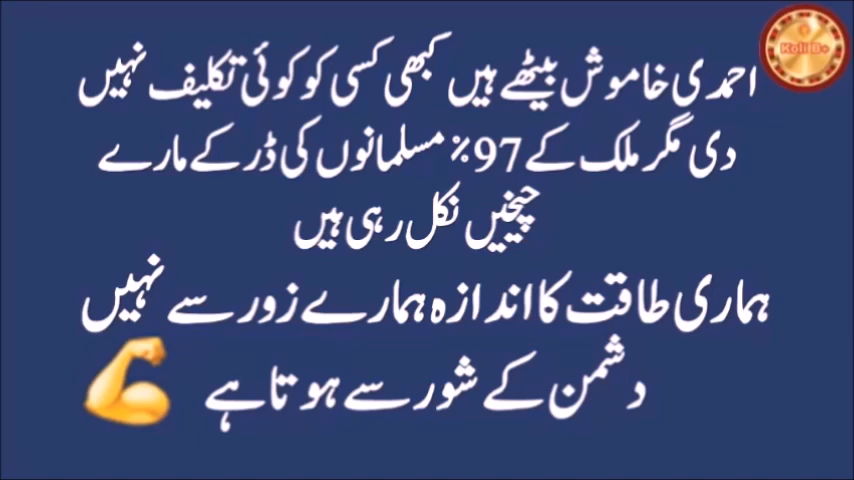 Koli B+
احمدی خاموش بیٹھے ہیں کبھی کسی کو کوئی تکلیف نہیں
دی مگر ملک کے 97٪ مسلمانوں کی ڈر کے مارے
چیخیں نکل رہی ہیں
ہماری طاقت کا اندازہ ہمارے زور سے نہیں
دشمن کے شور سے ہوتا ہے